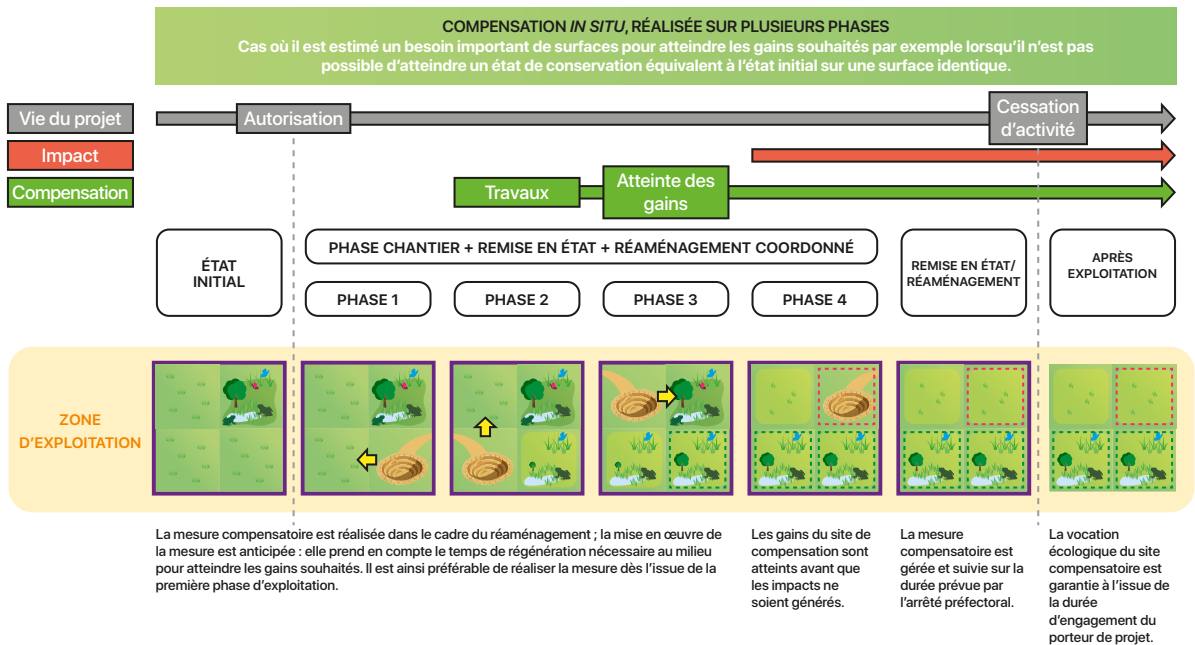 COMPENSATION IN SITU, RÉALISÉE SUR PLUSIEURS PHASES
Cas où il est estimé un besoin important de surfaces pour atteindre les gains souhaités par exemple lorsqu'il n'est pas
possible d'atteindre un état de conservation équivalent à l'état initial sur une surface identique.
Vie du projet
Autorisation
Cessation
d'activité
Impact
Compensation
Travaux
Atteinte des
gains
ÉTAT
INITIAL
PHASE CHANTIER + REMISE EN ÉTAT + RÉAMÉNAGEMENT COORDONNÉ
PHASE 1
PHASE 2
PHASE 3
PHASE 4
REMISE EN ÉTAT/
RÉAMÉNAGEMENT
APRÈS
EXPLOITATION
ZONE
D'EXPLOITATION
La mesure compensatoire est réalisée dans le cadre du réaménagement ; la mise en œuvre de
la mesure est anticipée : elle prend en compte le temps de régénération nécessaire au milieu
pour atteindre les gains souhaités. Il est ainsi préférable de réaliser la mesure dès l'issue de la
première phase d'exploitation.
Les gains du site de
compensation sont
atteints avant que
les impacts ne
soient générés.
La mesure
compensatoire est
gérée et suivie sur la
durée prévue par
l'arrêté préfectoral.
La vocation
écologique du site
compensatoire est
garantie à l'issue de
la durée
d'engagement du
porteur de projet.